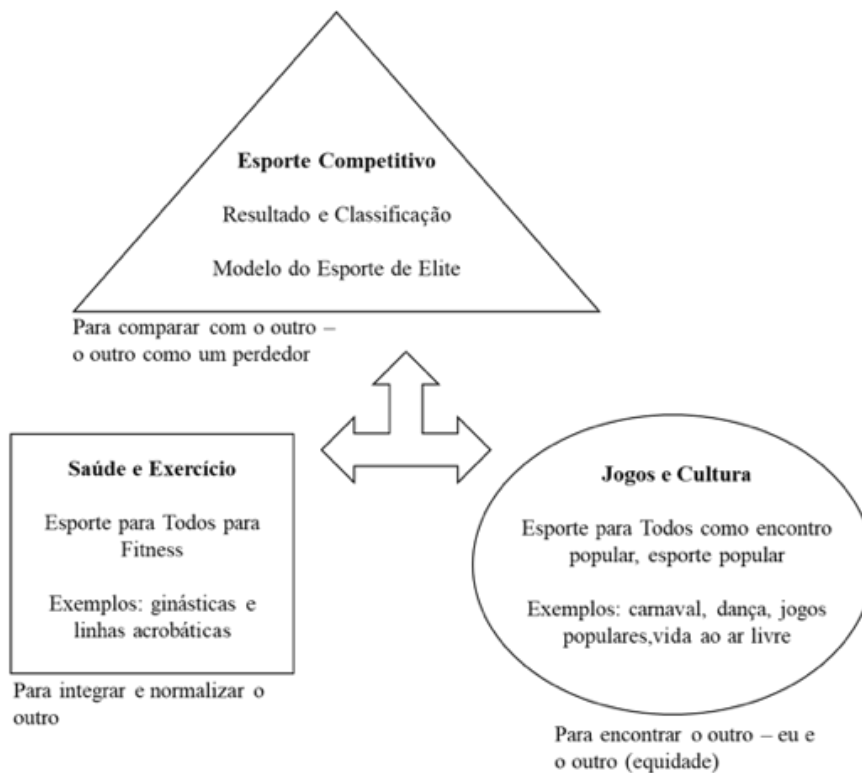 Esporte Competitivo
Resultado e Classificação
Modelo do Esporte de Elite
Para comparar com o outro –
o outro como um perdedor
Saúde e Exercício
Esporte para Todos para
Fitness
Exemplos: ginásticas e
linhas acrobáticas
Para integrar e normalizar o
outro
Jogos e Cultura
Esporte para Todos como encontro
popular, esporte popular
Exemplos: carnaval, dança, jogos
populares,vida ao ar livre
Para encontrar o outro – eu e
o outro (equidade)